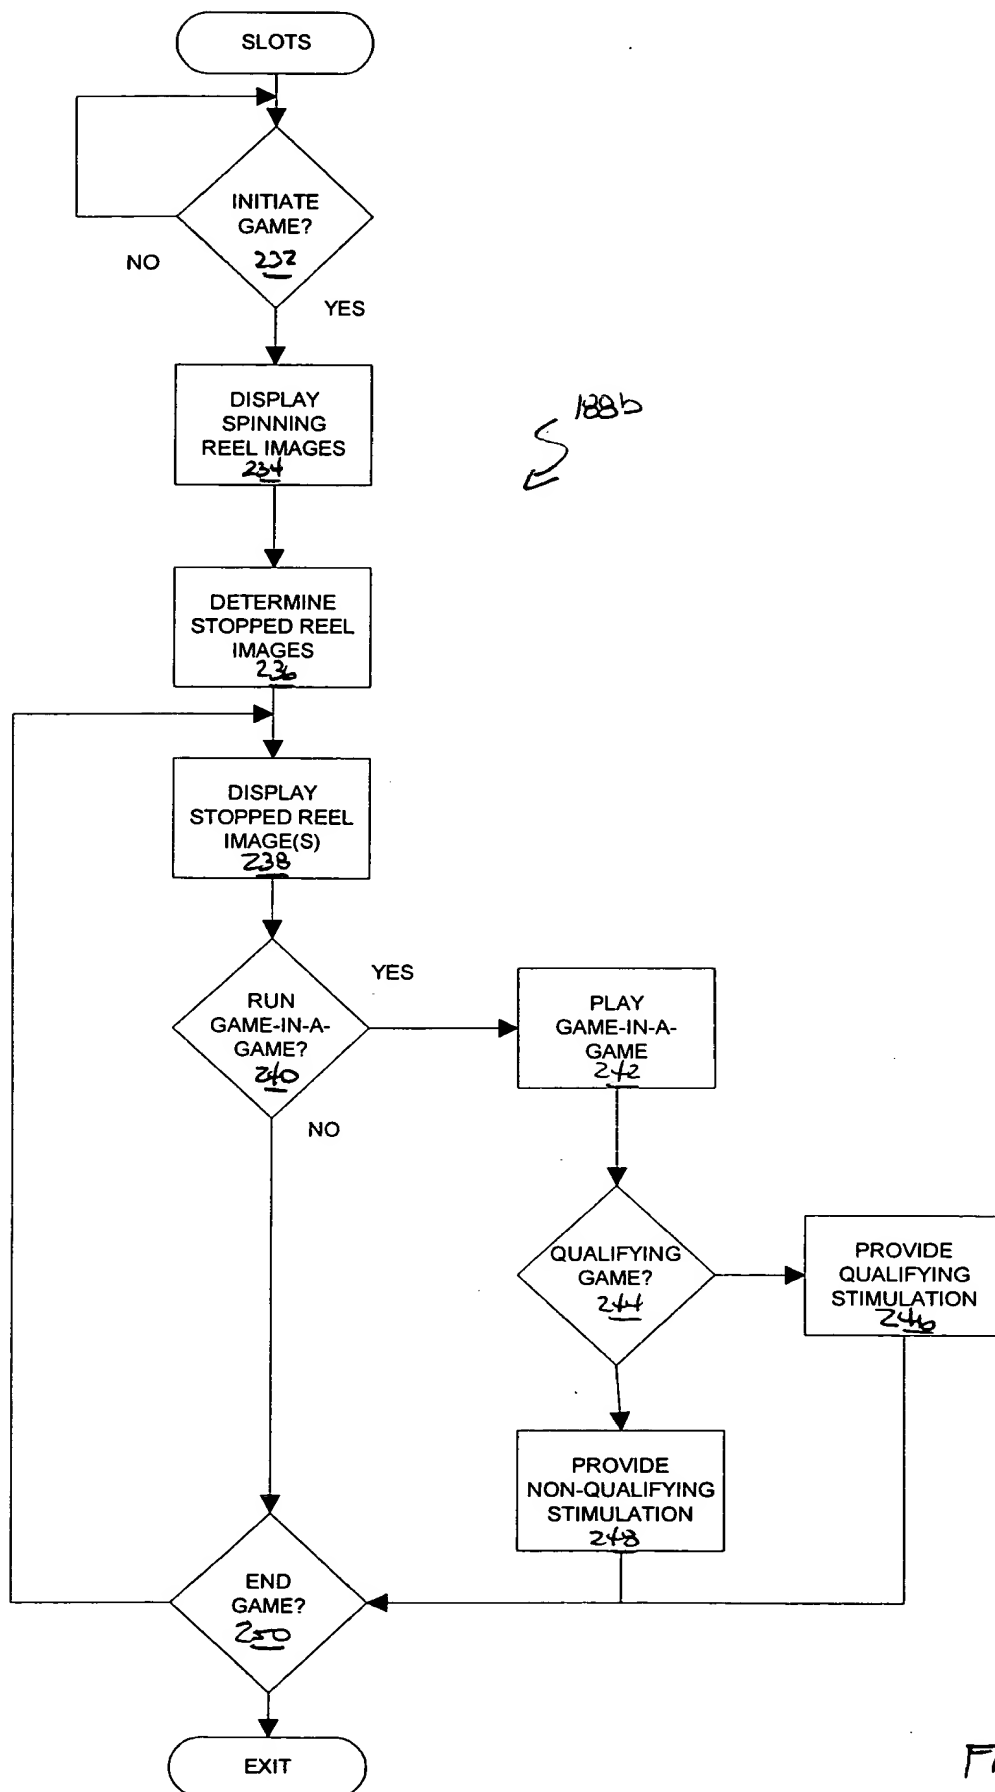 SLOTS
INITIATE
GAME?
232
NO
YES
DISPLAY
SPINNING
REEL IMAGES
234
188b
DETERMINE
STOPPED REEL
IMAGES
236
DISPLAY
STOPPED REEL
IMAGE(S)
238
RUN
GAME-IN-A-
GAME?
240
YES
NO
PLAY
GAME-IN-A-
GAME
242
QUALIFYING
GAME?
244
PROVIDE
QUALIFYING
STIMULATION
246
PROVIDE
NON-QUALIFYING
STIMULATION
248
END
GAME?
250
EXIT